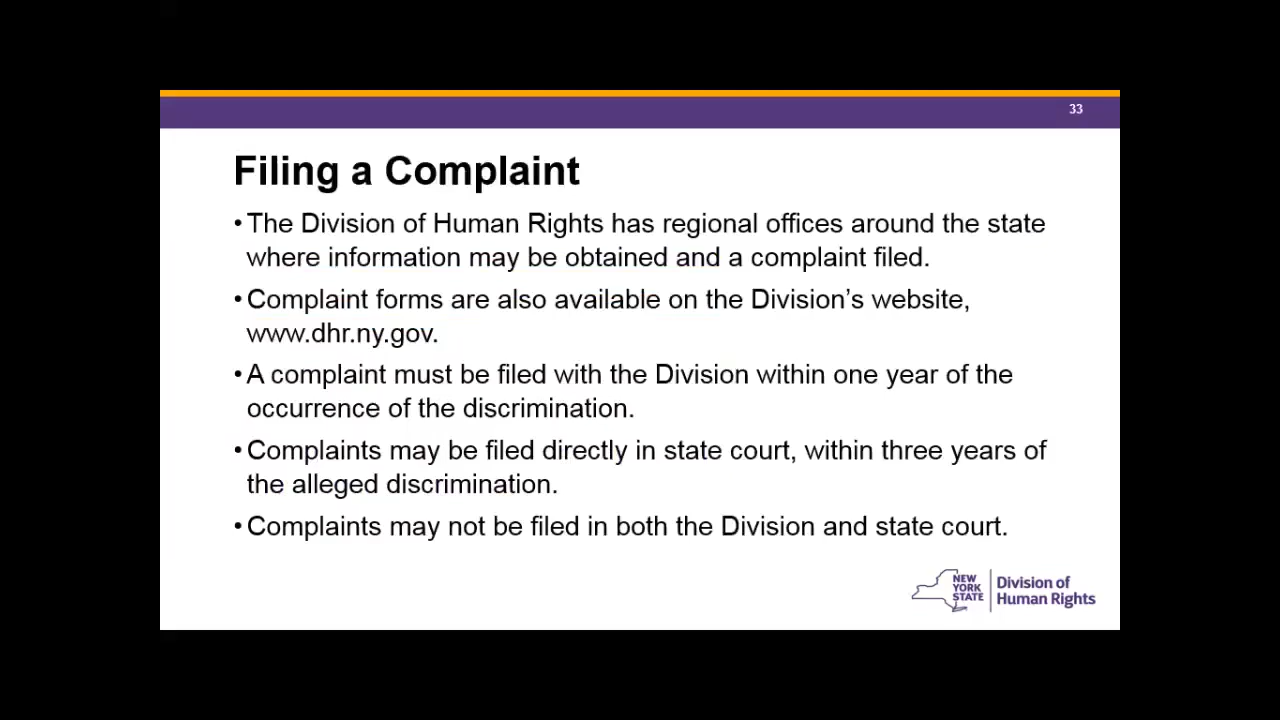 33
Filing a Complaint
•The Division of Human Rights has regional offices around the state
where information may be obtained and a complaint filed.
•Complaint forms are also available on the Division’s website,
www.dhr.ny.gov.
•A complaint must be filed with the Division within one year of the
occurrence of the discrimination.
•Complaints may be filed directly in state court, within three years of
the alleged discrimination.
•Complaints may not be filed in both the Division and state court.
NEW
YORK
STATE
Division of
Human Rights